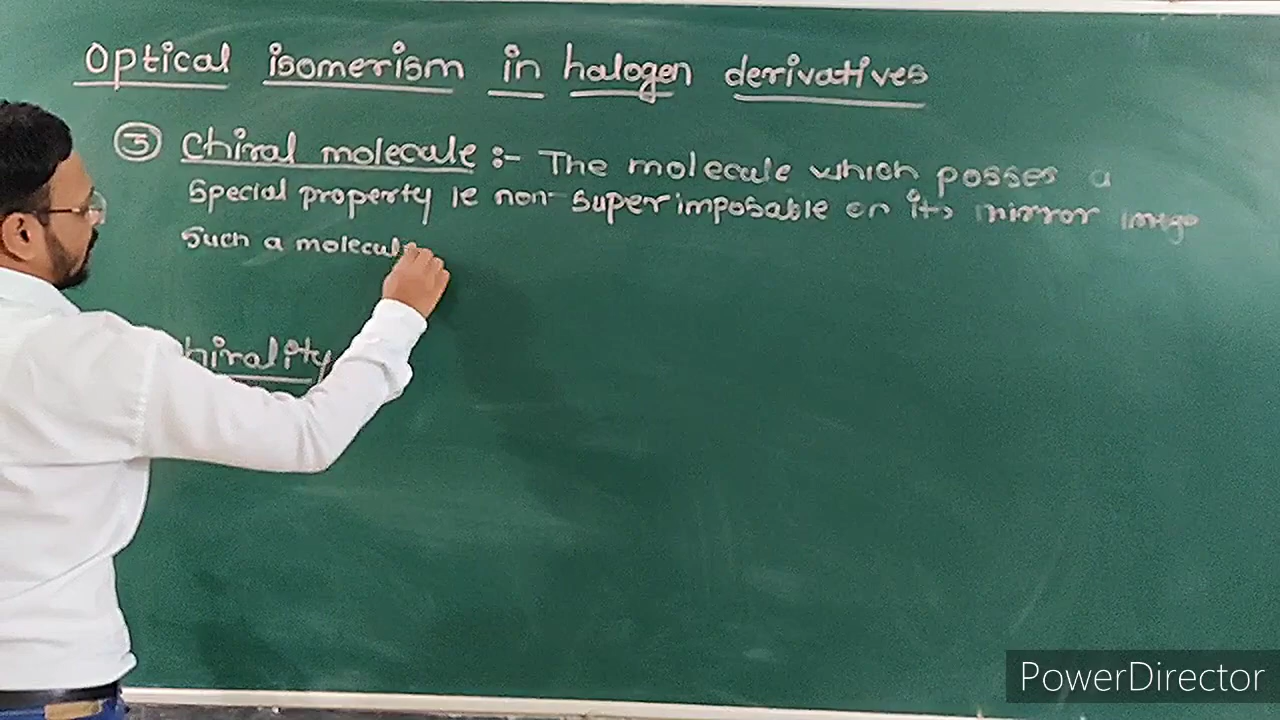 Optical isomerism in halogen derivatives
③ Chiral molecule :- The molecule which posses a
special property ie non-superimposable on its mirror image
such a molecul
hirality
PowerDirector